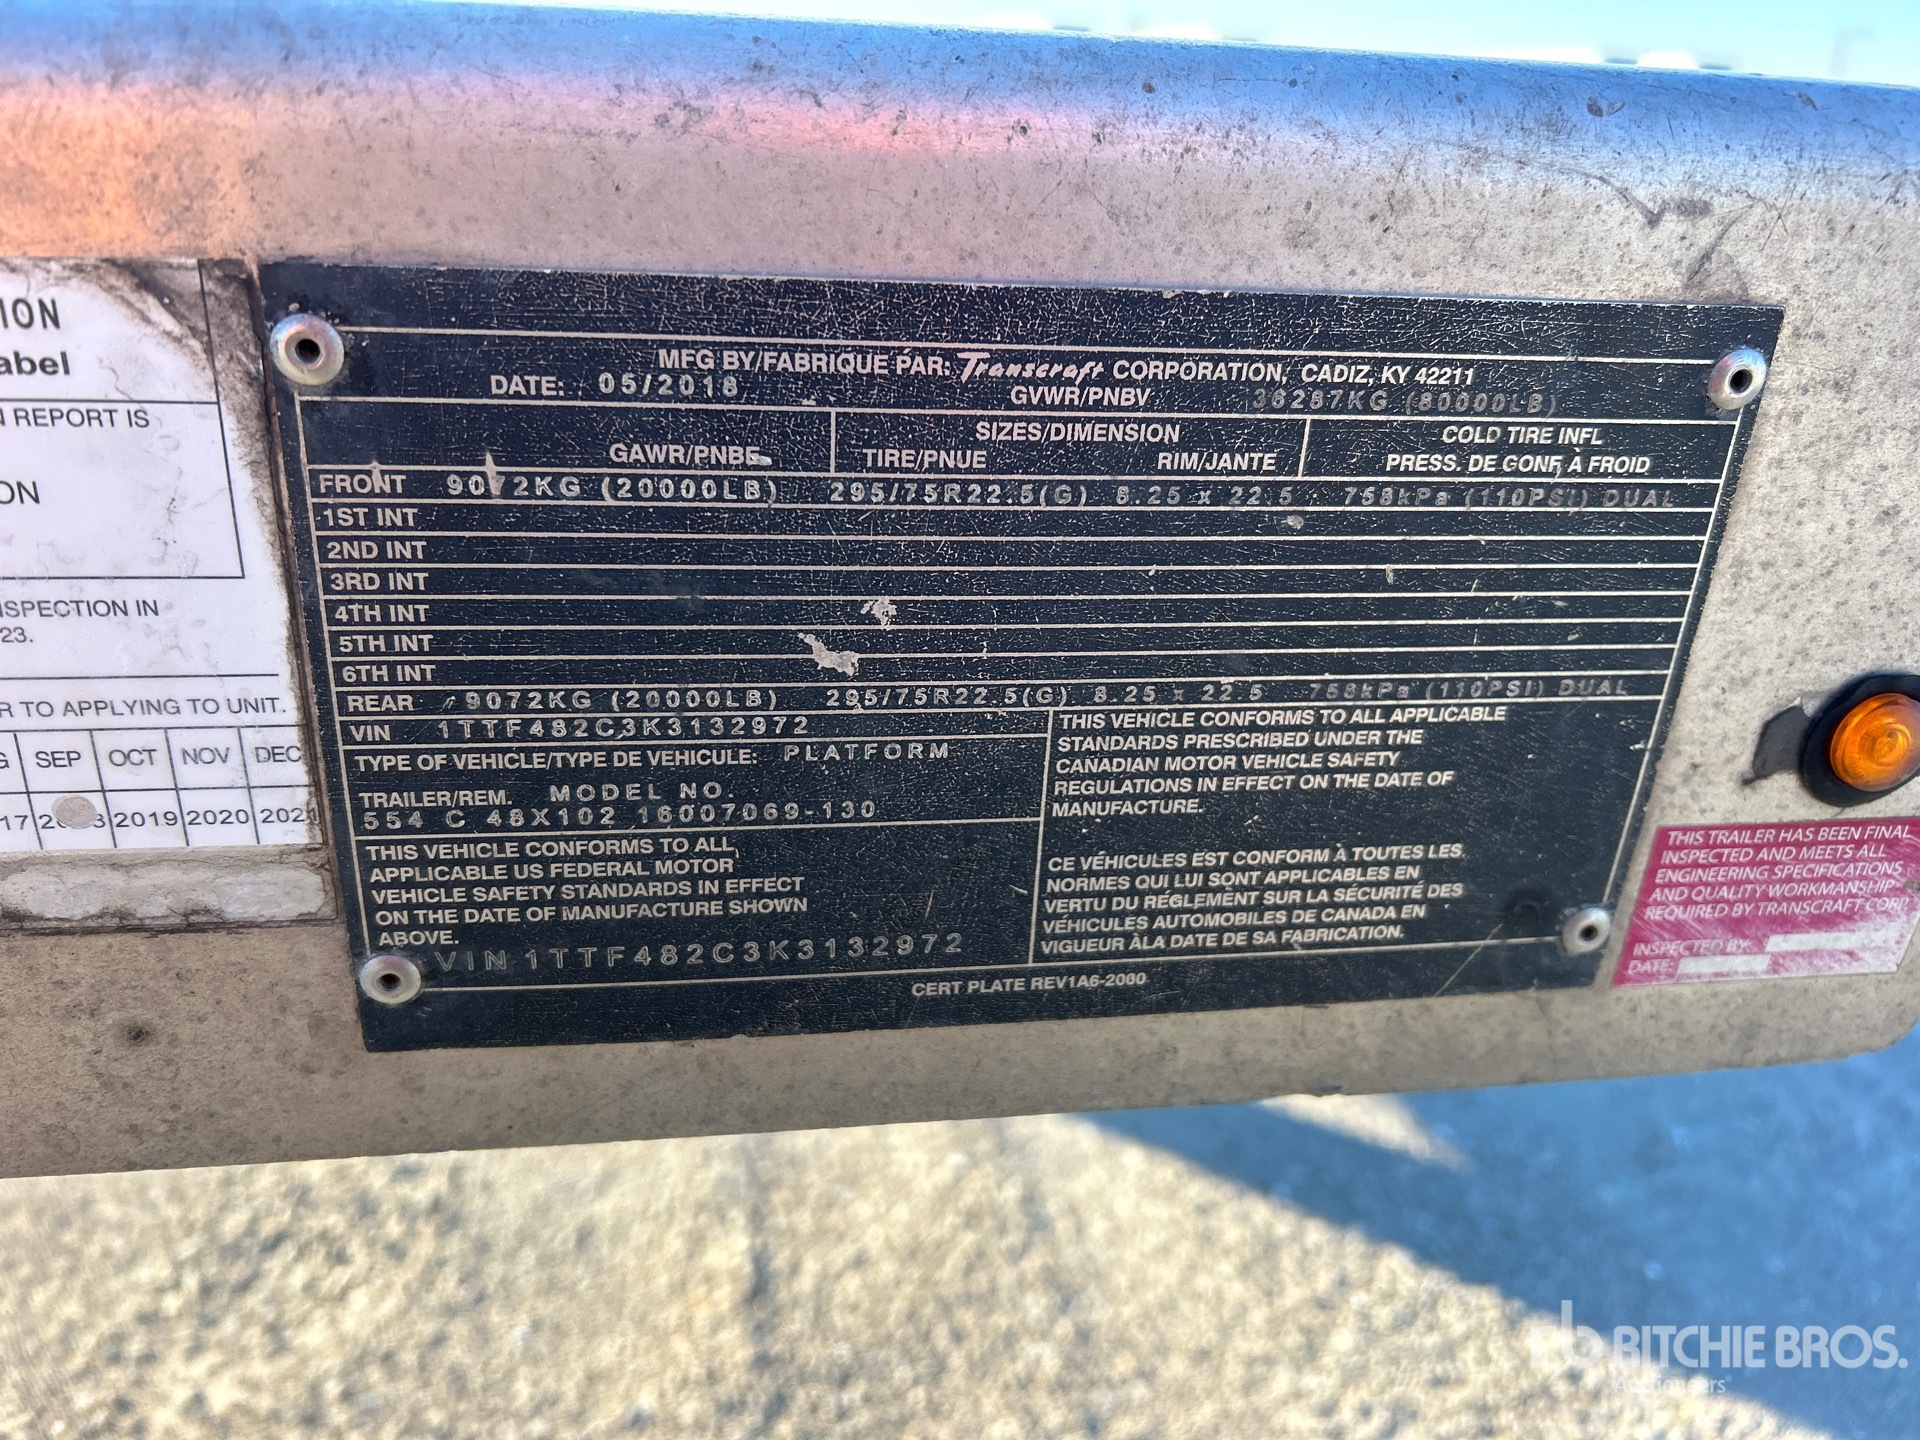 ION
abel
N REPORT IS
ON
NSPECTION IN
23.
R TO APPLYING TO UNIT.
SEP OCT NOV DEC
17 2018 2019 2020 2021
MFG BY/FABRIQUE PAR: Transcraft CORPORATION, CADIZ, KY 42211
DATE: 05/2018 GVWR/PNBV 36287KG (80000LB)
GAWR/PNBE SIZES/DIMENSION COLD TIRE INFL
TIRE/PNUE RIM/JANTE PRESS. DE GONF, À FROID
FRONT 9072KG (20000LB) 295/75R22.5(G) 8.25 x 22.5 758kPa (110PSI) DUAL
1ST INT
2ND INT
3RD INT
4TH INT
5TH INT
6TH INT
REAR 9072KG (20000LB) 295/75R22.5(G) 8.25 x 22.5 758kPa (110PSI) DUAL
VIN 1TTF482C3K3132972
TYPE OF VEHICLE/TYPE DE VEHICULE: PLATFORM
TRAILER/REM. MODEL NO.
554 C 48X102 16007069-130
THIS VEHICLE CONFORMS TO ALL
APPLICABLE US FEDERAL MOTOR
VEHICLE SAFETY STANDARDS IN EFFECT
ON THE DATE OF MANUFACTURE SHOWN
ABOVE.
VIN 1TTF482C3K3132972
THIS VEHICLE CONFORMS TO ALL APPLICABLE
STANDARDS PRESCRIBED UNDER THE
CANADIAN MOTOR VEHICLE SAFETY
REGULATIONS IN EFFECT ON THE DATE OF
MANUFACTURE.
CE VÉHICULES EST CONFORM À TOUTES LES
NORMES QUI LUI SONT APPLICABLES EN
VERTU DU RÉGLEMENT SUR LA SÉCURITÉ DES
VÉHICULES AUTOMOBILES DE CANADA EN
VIGUEUR ÀLA DATE DE SA FABRICATION.
CERT PLATE REV1A6-2000
THIS TRAILER HAS BEEN FINAL
INSPECTED AND MEETS ALL
ENGINEERING SPECIFICATIONS
AND QUALITY WORKMANSHIP
REQUIRED BY TRANSCRAFT CORP.
INSPECTED BY:
DATE:
rb RITCHIE BROS.
Auctioneers